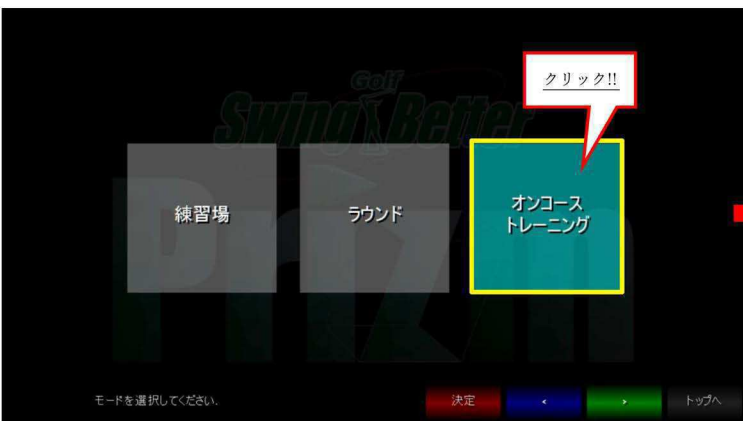 クリック!!
Golf
Swing Better
Prizm
練習場
ラウンド
オンコース
トレーニング
モードを選択してください.
決定
<
>
トップへ